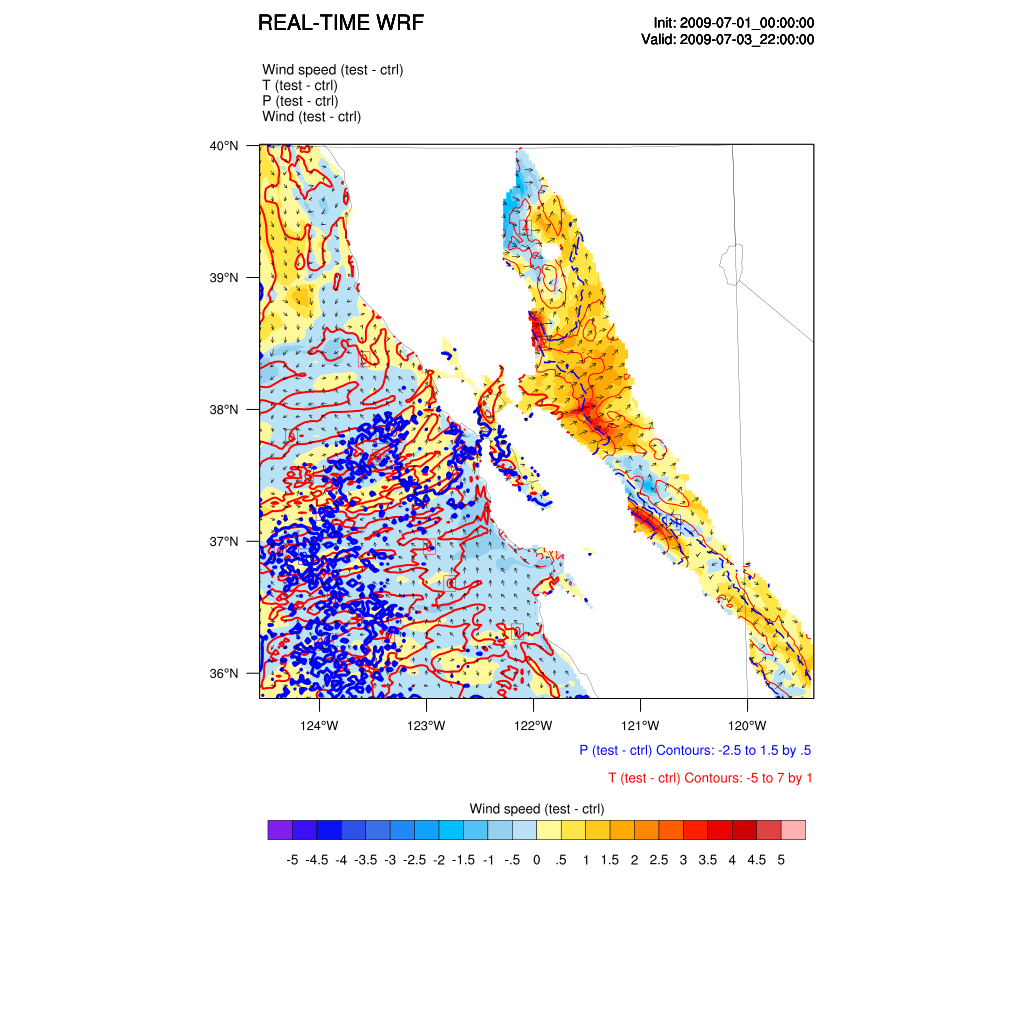 REAL-TIME WRF
Init: 2009-07-01_00:00:00
Valid: 2009-07-03_22:00:00
Wind speed (test - ctrl)
T (test - ctrl)
P (test - ctrl)
Wind (test - ctrl)
40°N
39°N
38°N
37°N
36°N
124°W 123°W 122°W 121°W 120°W
P (test - ctrl) Contours: -2.5 to 1.5 by .5
T (test - ctrl) Contours: -5 to 7 by 1
Wind speed (test - ctrl)
-5 -4.5 -4 -3.5 -3 -2.5 -2 -1.5 -1 -.5 0 .5 1 1.5 2 2.5 3 3.5 4 4.5 5